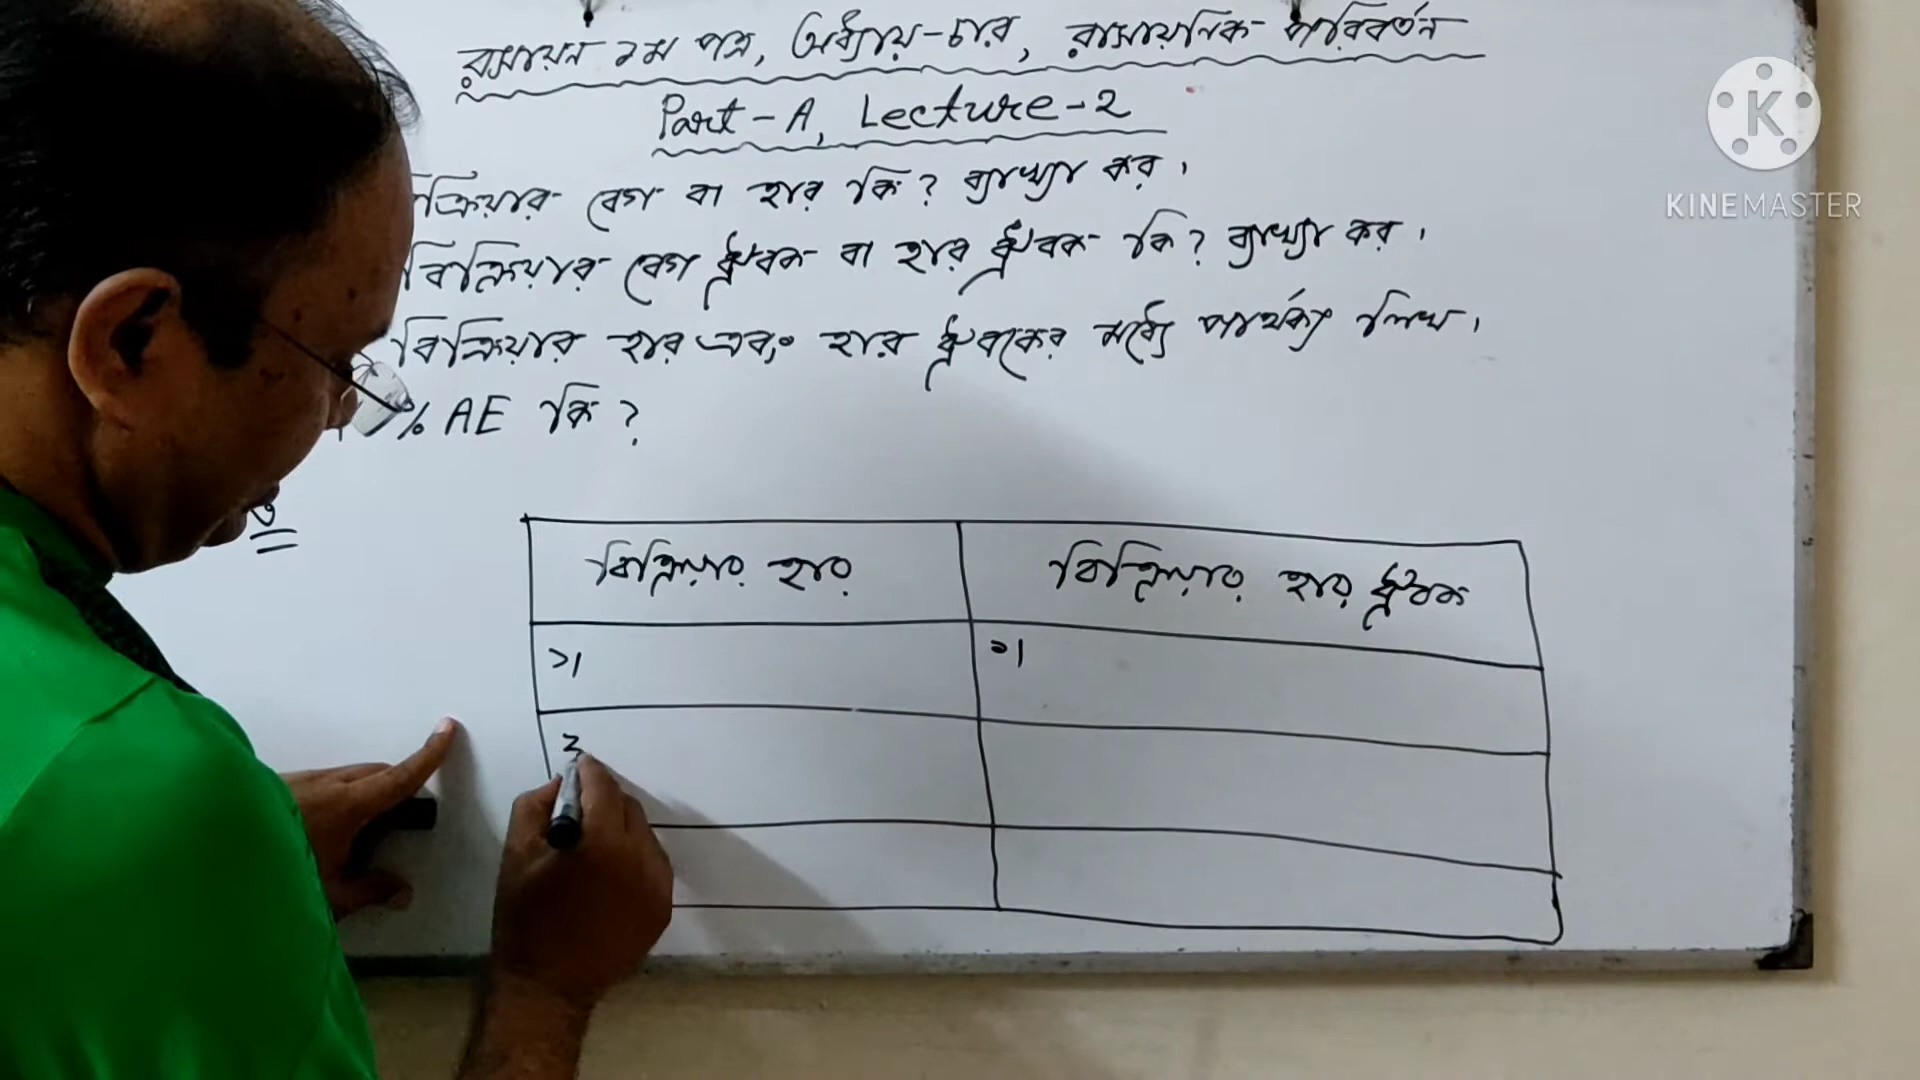 রসায়ন ১ম পত্র, অধ্যায়-চার, রাসায়নিক পরিবর্তন
Part-A, Lecture-2
K
KINEMASTER
বিক্রিয়ার বেগ বা হার কি? ব্যাখ্যা কর।
বিক্রিয়ার বেগ ধ্রুবক বা হার ধ্রুবক কি? ব্যাখ্যা কর।
বিক্রিয়ার হার এবং হার ধ্রুবকের মধ্যে পার্থক্য লিখ।
% AE কি?
বিক্রিয়ার হার
বিক্রিয়ার হার ধ্রুবক
১।
১।
২